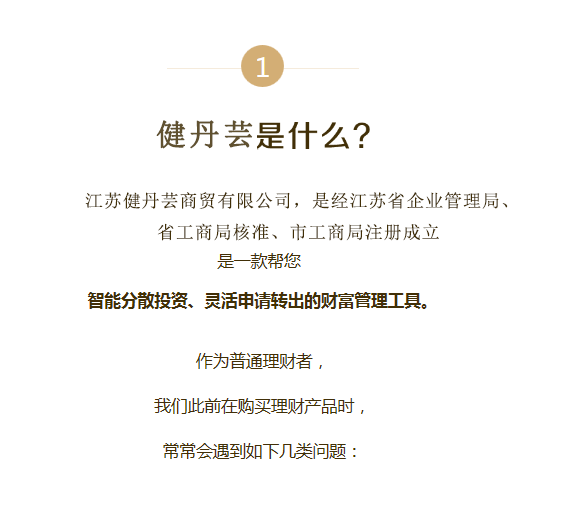 1
健丹芸是什么?
江苏健丹芸商贸有限公司，是经江苏省企业管理局、
省工商局核准、市工商局注册成立
是一款帮您
智能分散投资、灵活申请转出的财富管理工具。
作为普通理财者，
我们此前在购买理财产品时，
常常会遇到如下几类问题：